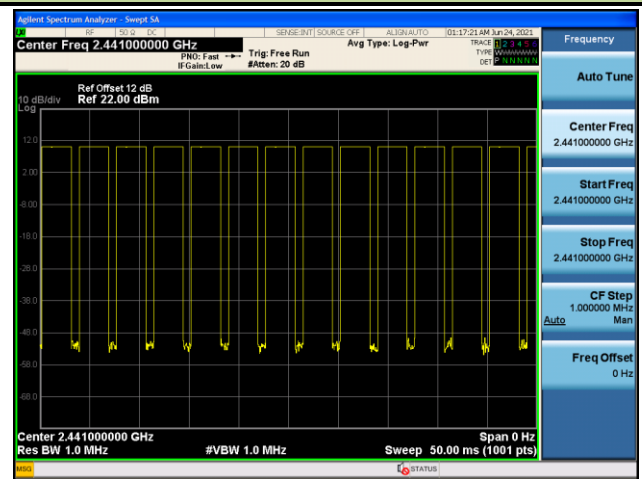 Agilent Spectrum Analyzer - Swept SA
RF 50 Ω DC SENSE:INT SOURCE OFF ALIGN AUTO 01:17:21 AM Jun 24, 2021
Center Freq 2.441000000 GHz
PNO: Fast
IFGain:Low
Trig: Free Run
#Atten: 20 dB
Avg Type: Log-Pwr
TRACE 1 2 3 4 5 6
TYPE
DET P N N N N N
Ref Offset 12 dB
10 dB/div Ref 22.00 dBm
Log
12.0
2.00
-8.00
-18.0
-28.0
-38.0
-48.0
-58.0
-68.0
Center 2.441000000 GHz Span 0 Hz
Res BW 1.0 MHz #VBW 1.0 MHz Sweep 50.00 ms (1001 pts)
MSG STATUS
Frequency
Auto Tune
Center Freq
2.441000000 GHz
Start Freq
2.441000000 GHz
Stop Freq
2.441000000 GHz
CF Step
1.000000 MHz
Auto Man
Freq Offset
0 Hz